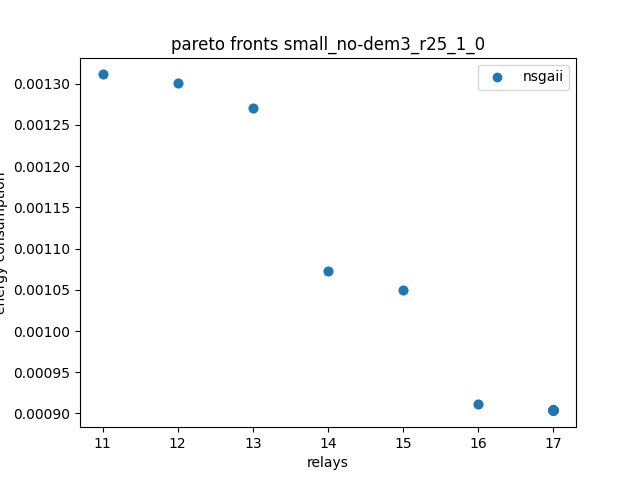 pareto fronts small_no-dem3_r25_1_0
nsgaii
0.00130
0.00125
0.00120
0.00115
0.00110
0.00105
0.00100
0.00095
0.00090
energy consumption
11 12 13 14 15 16 17
relays